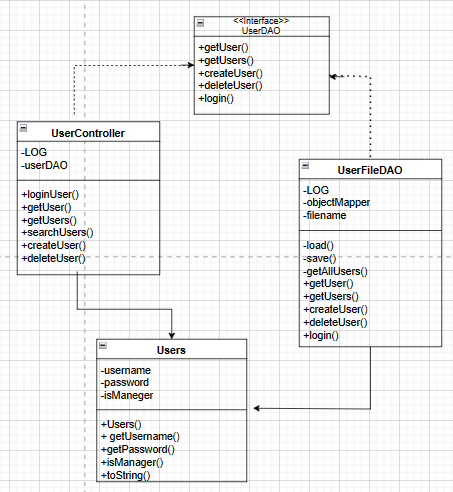 <<Interface>>
UserDAO
+getUser()
+getUsers()
+createUser()
+deleteUser()
+login()
UserController
-LOG
-userDAO
+loginUser()
+getUser()
+getUsers()
+searchUsers()
+createUser()
+deleteUser()
UserFileDAO
-LOG
-objectMapper
-filename
-load()
-save()
-getAllUsers()
+getUser()
+getUsers()
+createUser()
+deleteUser()
+login()
Users
-username
-password
-isManeger
+Users()
+ getUsername()
+getPassword()
+isManager()
+toString()